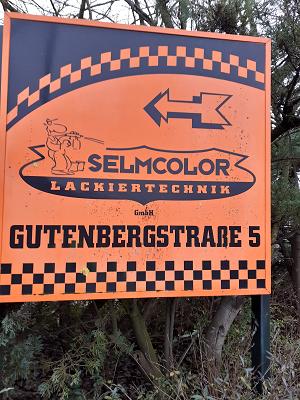 SELMCOLOR
LACKIERTECHNIK
GmbH
GUTENBERGSTRAßE 5